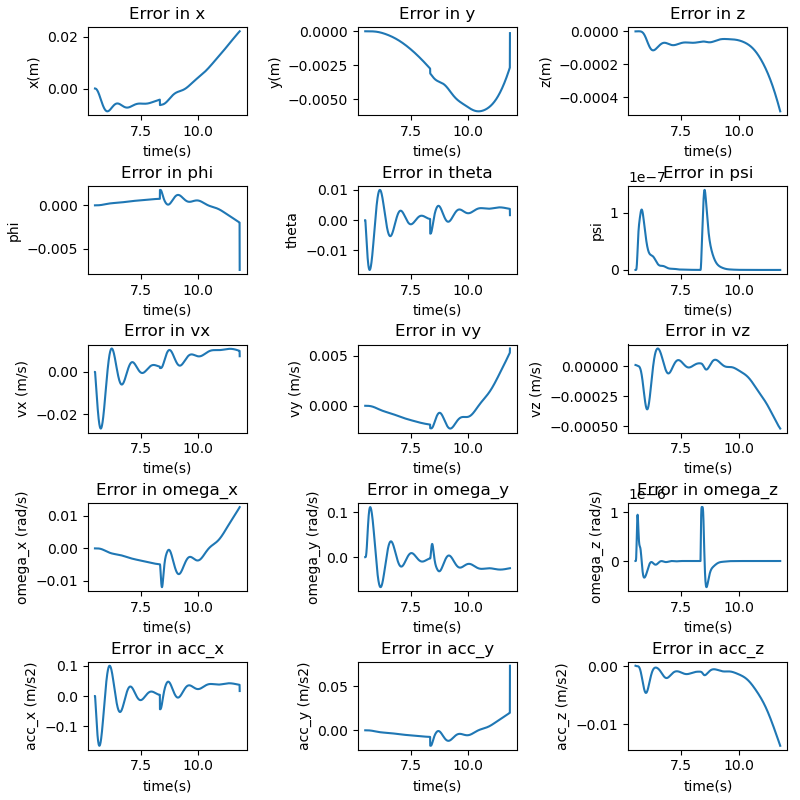 Error in x
x(m)
0.02
0.00
7.5 10.0
time(s)
Error in y
y(m)
0.0000
−0.0025
−0.0050
7.5 10.0
time(s)
Error in z
z(m)
0.0000
−0.0002
−0.0004
7.5 10.0
time(s)
Error in phi
phi
0.000
−0.005
7.5 10.0
time(s)
Error in theta
theta
0.01
0.00
−0.01
7.5 10.0
time(s)
1e−7
Error in psi
psi
1
0
7.5 10.0
time(s)
Error in vx
vx (m/s)
0.00
−0.02
7.5 10.0
time(s)
Error in vy
vy (m/s)
0.005
0.000
7.5 10.0
time(s)
Error in vz
vz (m/s)
0.00000
−0.00025
−0.00050
7.5 10.0
time(s)
Error in omega_x
omega_x (rad/s)
0.01
0.00
−0.01
7.5 10.0
time(s)
Error in omega_y
omega_y (rad/s)
0.1
0.0
7.5 10.0
time(s)
1e−6
Error in omega_z
omega_z (rad/s)
1
0
7.5 10.0
time(s)
Error in acc_x
acc_x (m/s2)
0.1
0.0
−0.1
7.5 10.0
time(s)
Error in acc_y
acc_y (m/s2)
0.05
0.00
7.5 10.0
time(s)
Error in acc_z
acc_z (m/s2)
0.00
−0.01
7.5 10.0
time(s)